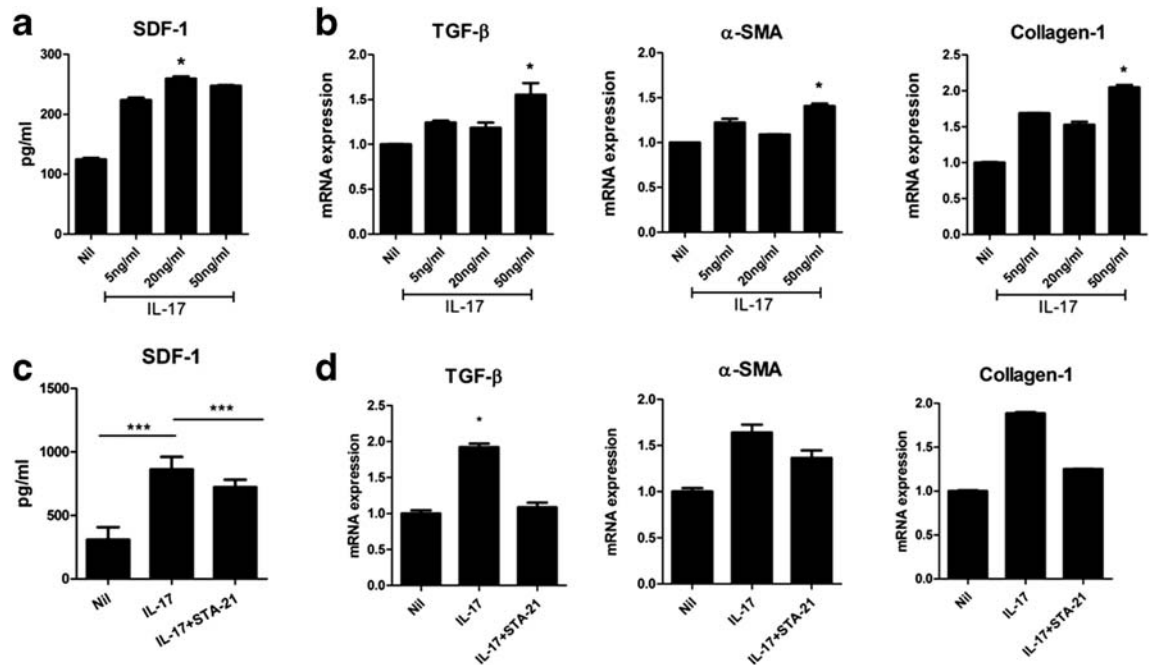 a
SDF-1
pg/ml
300
200
100
0
*
Nil
5ng/ml
20ng/ml
50ng/ml
IL-17
b
TGF-β
mRNA expression
2.0
1.5
1.0
0.5
0.0
*
Nil
5ng/ml
20ng/ml
50ng/ml
IL-17
α-SMA
mRNA expression
2.0
1.5
1.0
0.5
0.0
*
Nil
5ng/ml
20ng/ml
50ng/ml
IL-17
Collagen-1
mRNA expression
2.5
2.0
1.5
1.0
0.5
0.0
*
Nil
5ng/ml
20ng/ml
50ng/ml
IL-17
c
SDF-1
pg/ml
1500
1000
500
0
***
***
Nil
IL-17
IL-17+STA-21
d
TGF-β
mRNA expression
2.5
2.0
1.5
1.0
0.5
0.0
*
Nil
IL-17
IL-17+STA-21
α-SMA
mRNA expression
2.0
1.5
1.0
0.5
0.0
Nil
IL-17
IL-17+STA-21
Collagen-1
mRNA expression
2.0
1.5
1.0
0.5
0.0
Nil
IL-17
IL-17+STA-21